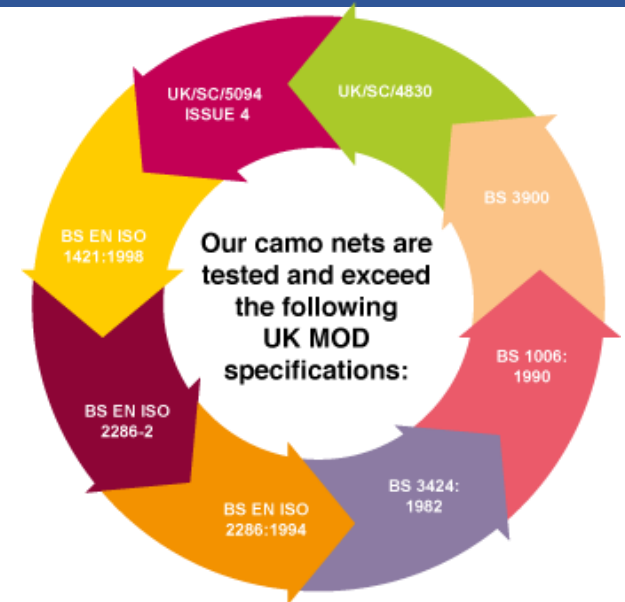 UK/SC/5094
ISSUE 4
UK/SC/4830
BS 3900
BS EN ISO
1421:1998
Our camo nets are
tested and exceed
the following
UK MOD
specifications:
BS 1006:
1990
BS EN ISO
2286-2
BS 3424:
1982
BS EN ISO
2286:1994